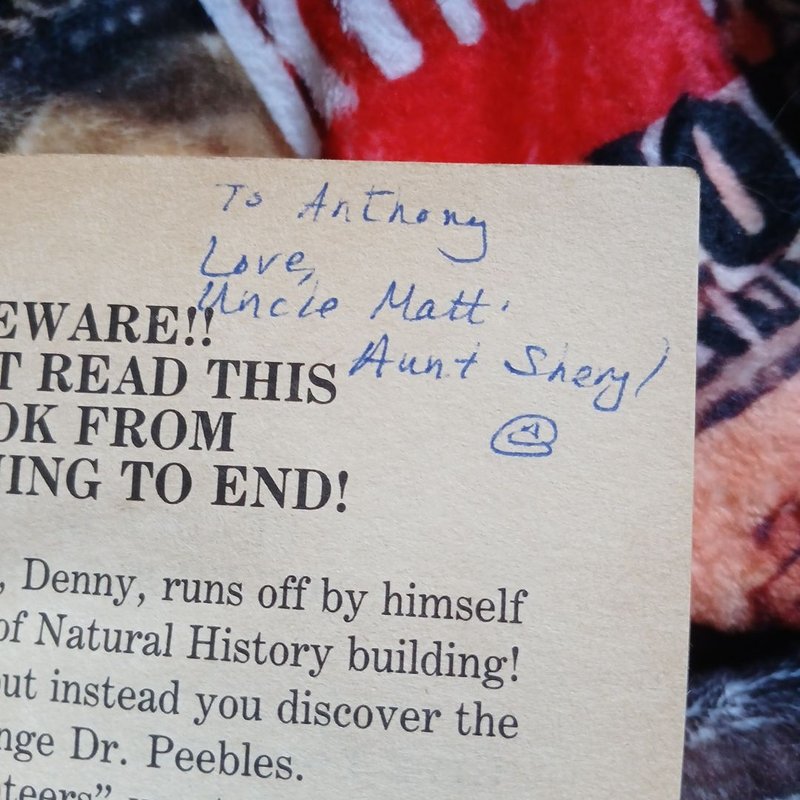 To Anthony
Love,
Uncle Matt
Aunt Sheryl
EWARE!!
T READ THIS
OK FROM
ING TO END!
, Denny, runs off by himself
of Natural History building!
ut instead you discover the
nge Dr. Peebles.
teers”